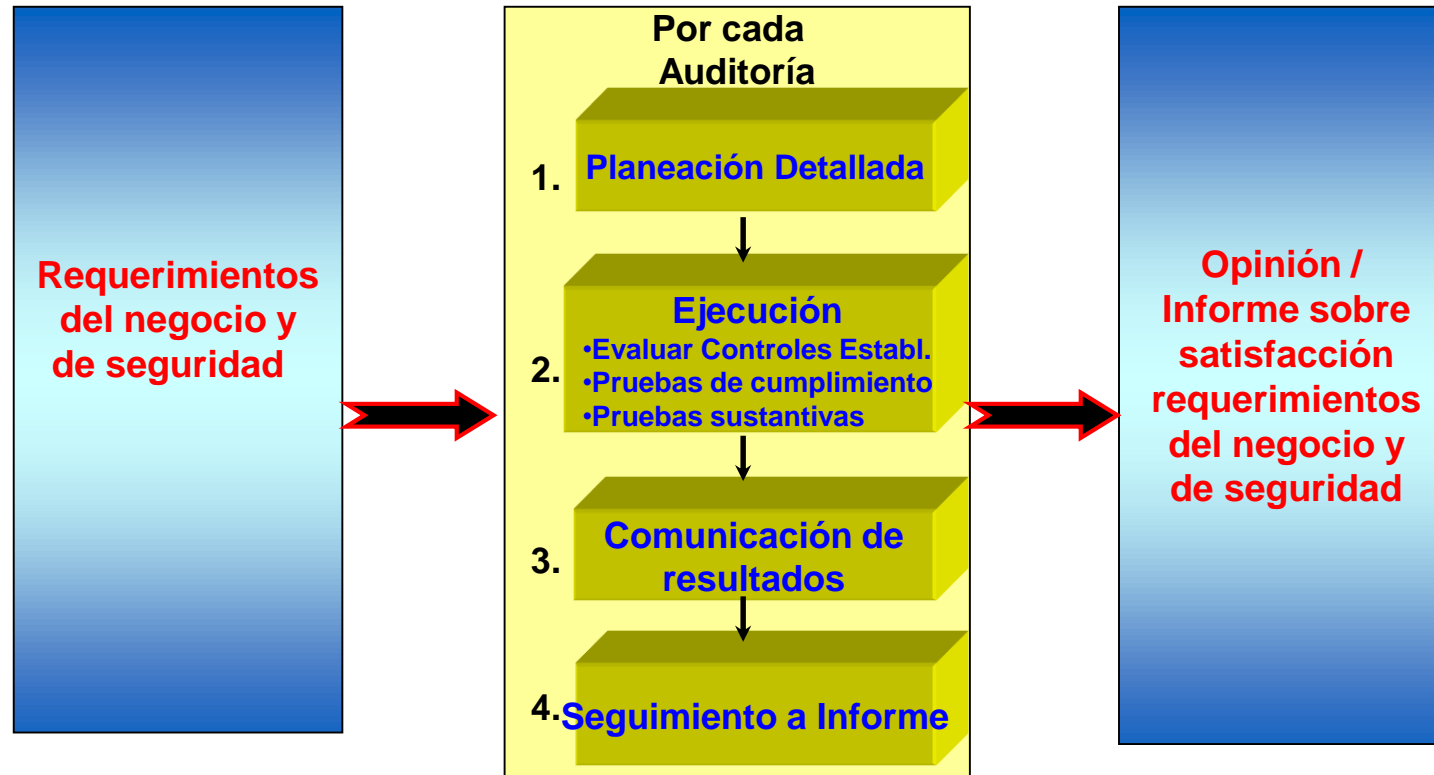 Requerimientos
del negocio y
de seguridad
Por cada
Auditoría
1.
Planeación Detallada
2.
Ejecución
•Evaluar Controles Establ.
•Pruebas de cumplimiento
•Pruebas sustantivas
3.
Comunicación de
resultados
4.
Seguimiento a Informe
Opinión /
Informe sobre
satisfacción
requerimientos
del negocio y
de seguridad